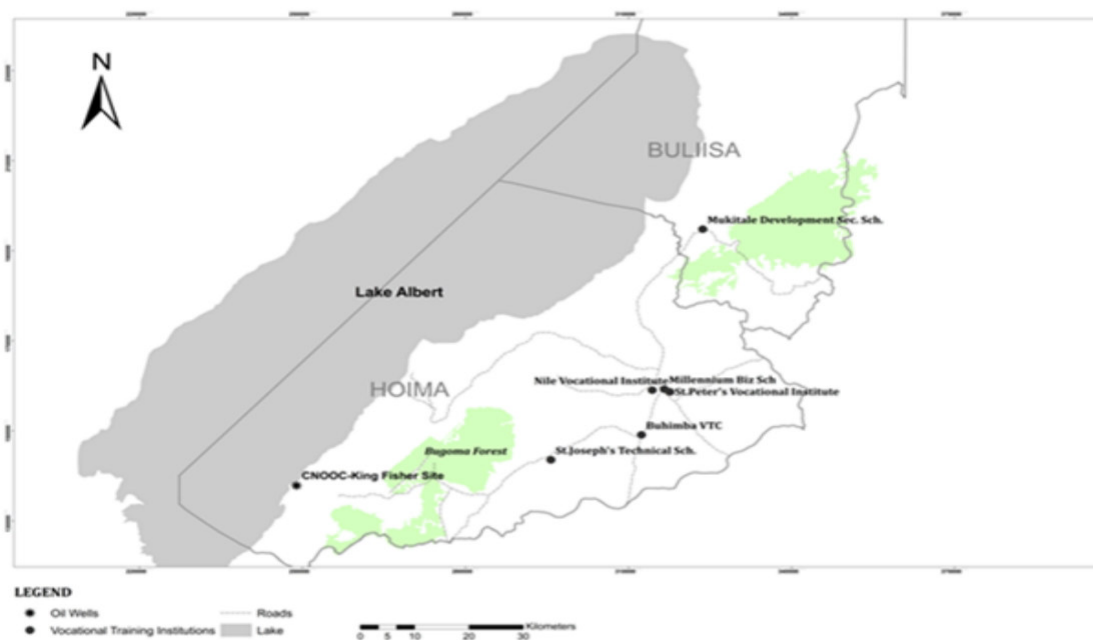 N
BULIISA
Mukitale Development Sec. Sch.
Lake Albert
HOIMA
Nile Vocational Institute
Millennium Biz Sch
St.Peter's Vocational Institute
Buhimba VTC
Bugoma Forest
St.Joseph's Technical Sch.
CNOOC-King Fisher Site
LEGEND
Oil Wells
Roads
Vocational Training Institutions
Lake
0 5 10 20 30
Kilometers